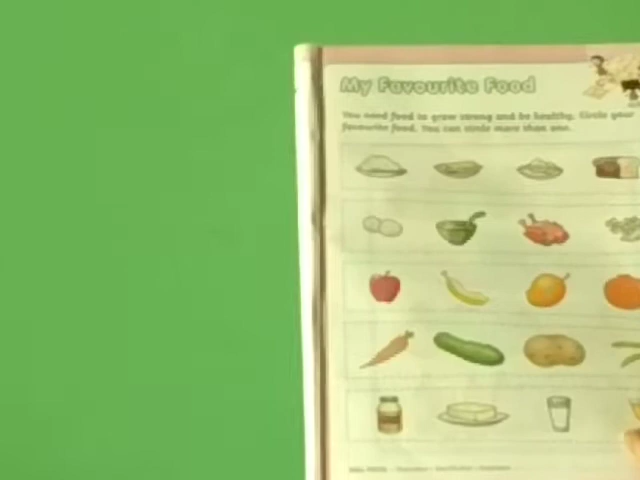 My Favourite Food
You need food to grow strong and be healthy. Circle your
favourite food. You can circle more than one.